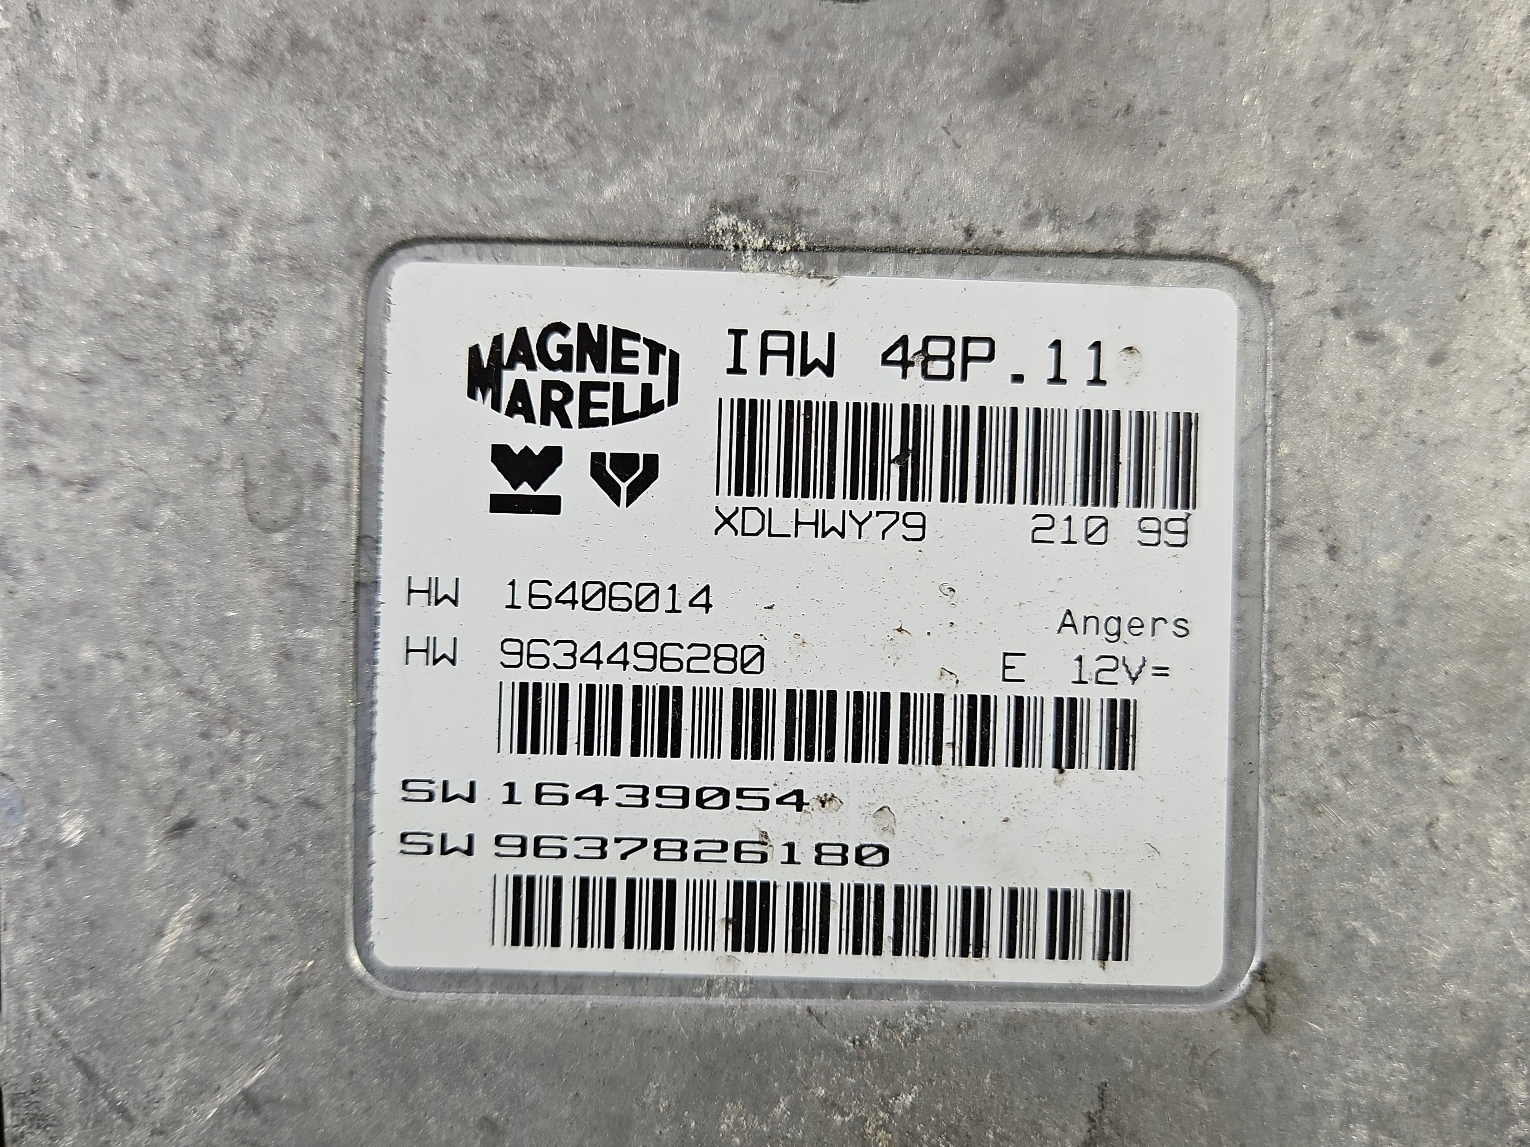 MAGNETI
MARELLI
IAW 48P.11
XDLHWY79 210 99
HW 16406014
Angers
HW 9634496280
E 12V=
SW 16439054
SW 9637826180